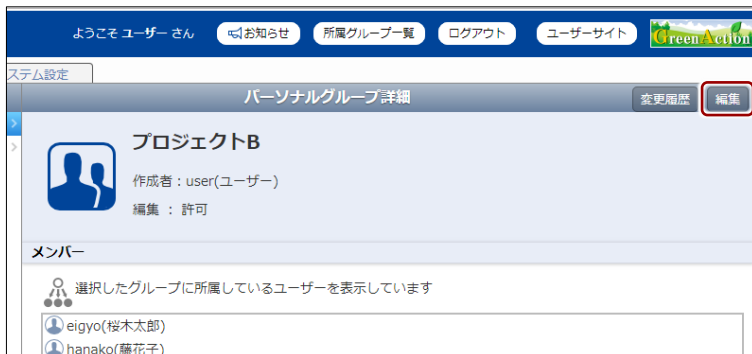 ようこそ ユーザー さん お知らせ 所属グループ一覧 ログアウト ユーザーサイト GreenAction
ステム設定
パーソナルグループ詳細 変更履歴 編集
プロジェクトB
作成者：user(ユーザー)
編集 ： 許可
メンバー
選択したグループに所属しているユーザーを表示しています
eigyo(桜木太郎)
hanako(藤花子)